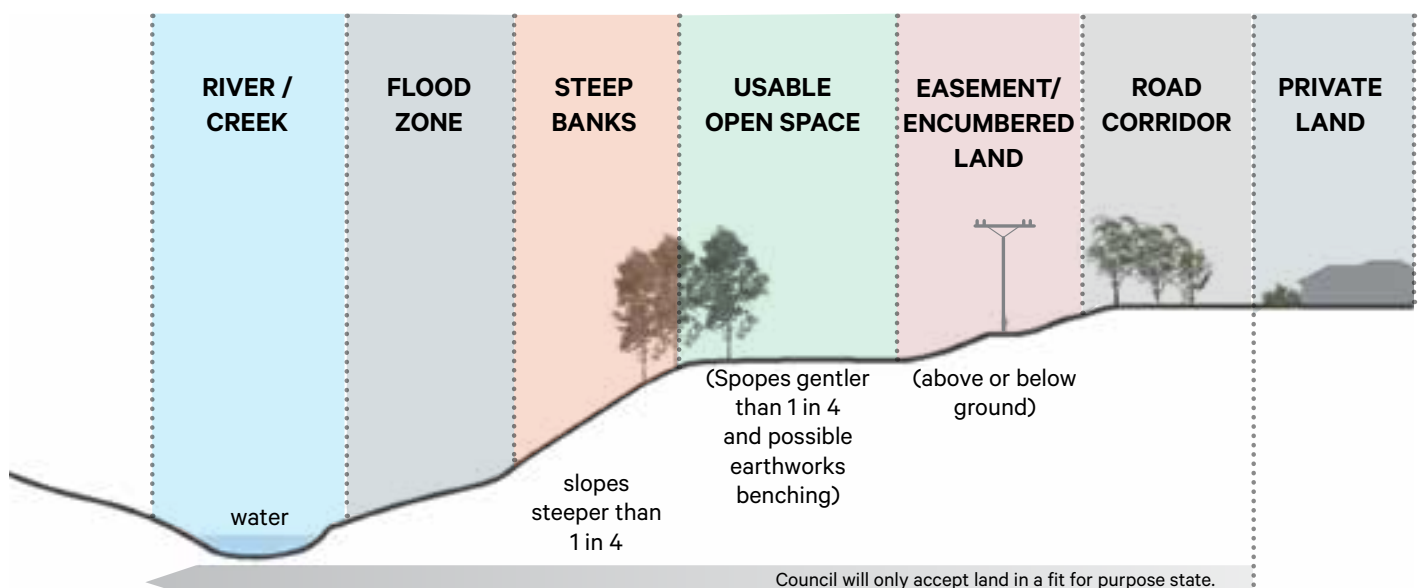 RIVER /
CREEK
FLOOD
ZONE
STEEP
BANKS
USABLE
OPEN SPACE
EASEMENT/
ENCUMBERED
LAND
ROAD
CORRIDOR
PRIVATE
LAND
water
slopes
steeper than
1 in 4
(Spopes gentler
than 1 in 4
and possible
earthworks
benching)
(above or below
ground)
Council will only accept land in a fit for purpose state.